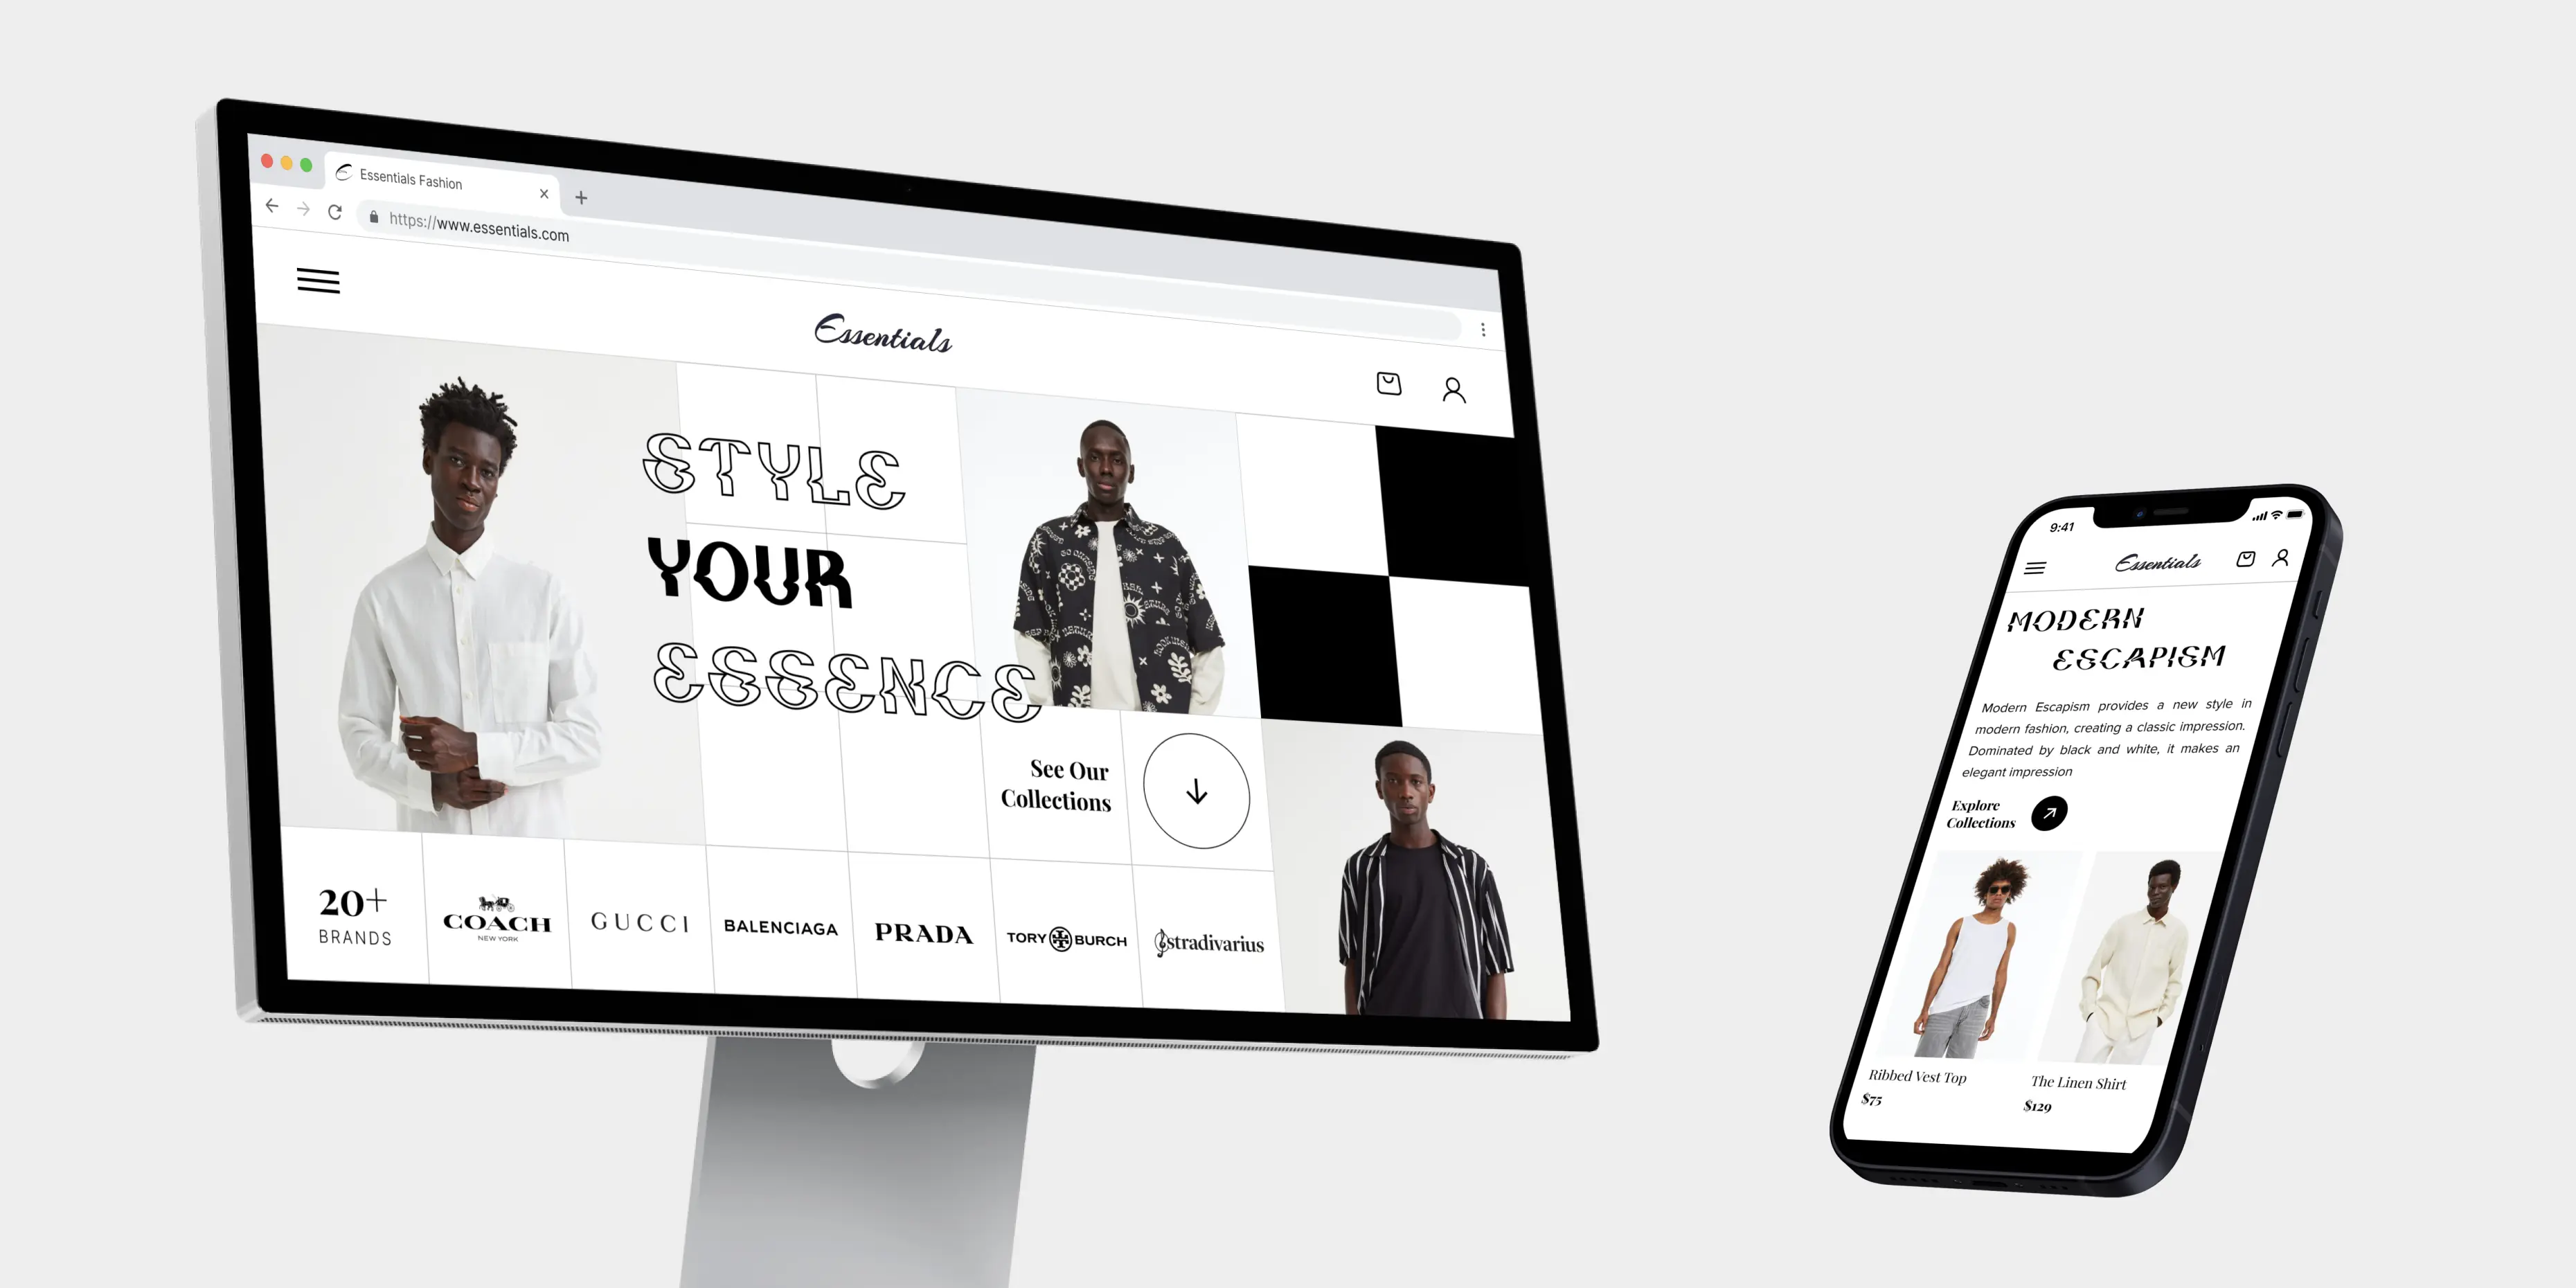 Essentials Fashion
https://www.essentials.com
Essentials
STYLE
YOUR
ESSENCE
See Our
Collections
20+
BRANDS
COACH
NEW YORK
GUCCI
BALENCIAGA
PRADA
TORY BURCH
stradivarius
9:41
Essentials
MODERN
ESCAPISM
Modern Escapism provides a new style in
modern fashion, creating a classic impression.
Dominated by black and white, it makes an
elegant impression
Explore
Collections
Ribbed Vest Top
$75
The Linen Shirt
$129